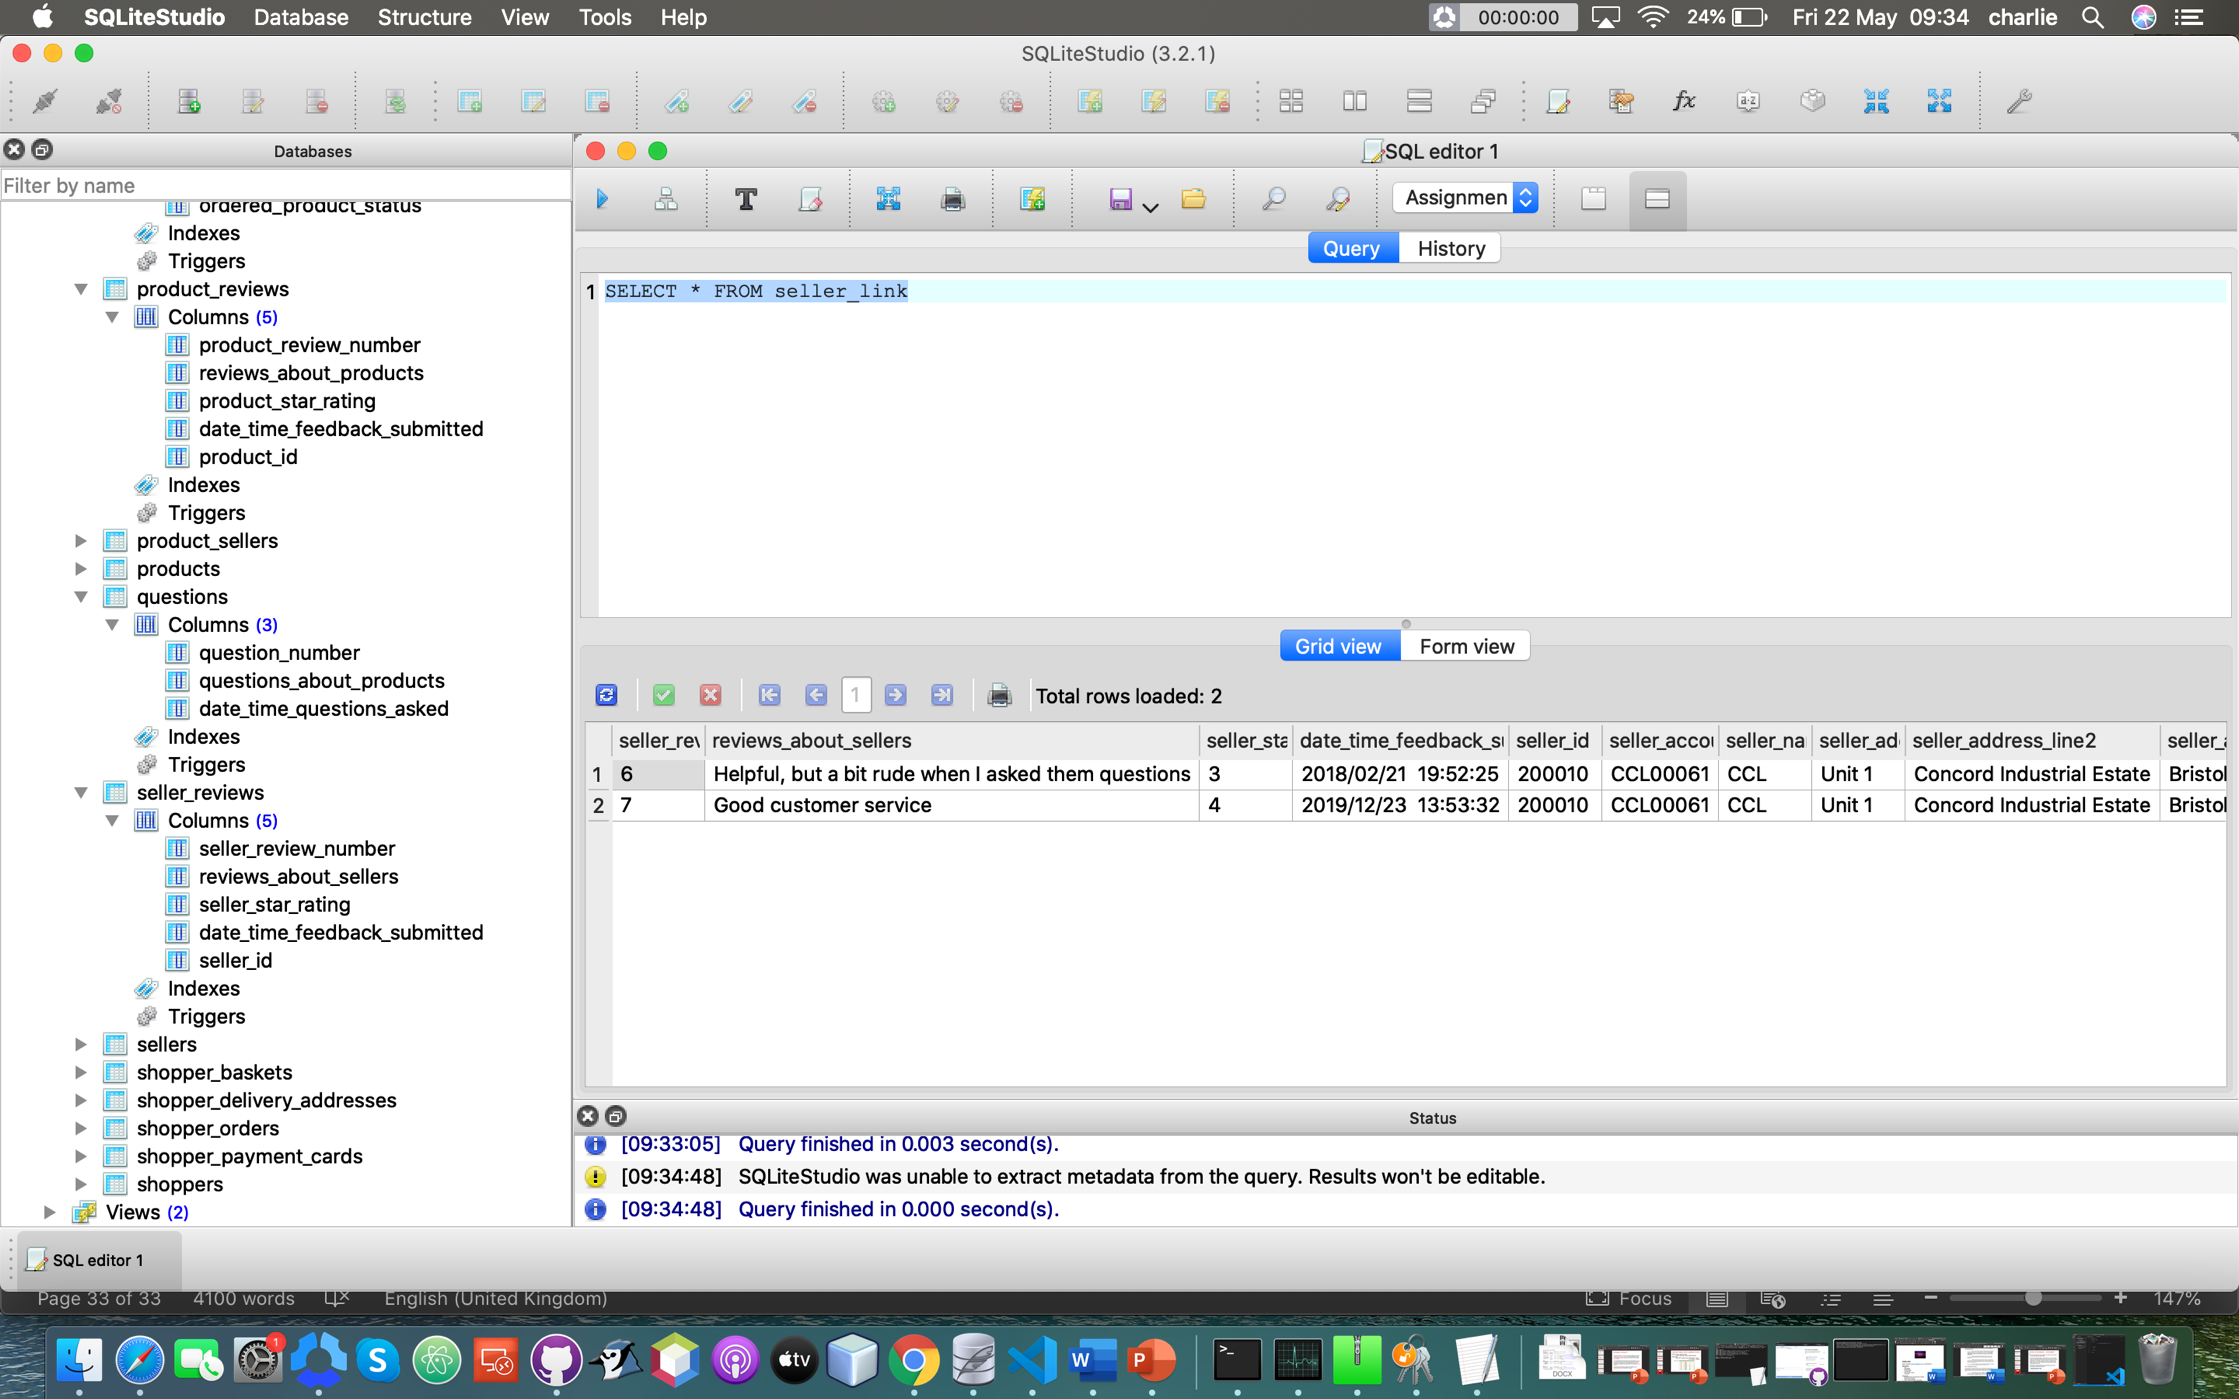 SQLiteStudio Database Structure View Tools Help 00:00:00 24% Fri 22 May 09:34 charlie
SQLiteStudio (3.2.1)
Databases
Filter by name
ordered_product_status
Indexes
Triggers
product_reviews
Columns (5)
product_review_number
reviews_about_products
product_star_rating
date_time_feedback_submitted
product_id
Indexes
Triggers
product_sellers
products
questions
Columns (3)
question_number
questions_about_products
date_time_questions_asked
Indexes
Triggers
seller_reviews
Columns (5)
seller_review_number
reviews_about_sellers
seller_star_rating
date_time_feedback_submitted
seller_id
Indexes
Triggers
sellers
shopper_baskets
shopper_delivery_addresses
shopper_orders
shopper_payment_cards
shoppers
Views (2)
SQL editor 1
Assignmen
Query History
1 SELECT * FROM seller_link
Grid view Form view
1 Total rows loaded: 2
seller_rev reviews_about_sellers seller_sta date_time_feedback_s seller_id seller_acco seller_na seller_ad seller_address_line2 seller_
1 6 Helpful, but a bit rude when I asked them questions 3 2018/02/21 19:52:25 200010 CCL00061 CCL Unit 1 Concord Industrial Estate Bristol
2 7 Good customer service 4 2019/12/23 13:53:32 200010 CCL00061 CCL Unit 1 Concord Industrial Estate Bristol
Status
[09:33:05] Query finished in 0.003 second(s).
[09:34:48] SQLiteStudio was unable to extract metadata from the query. Results won't be editable.
[09:34:48] Query finished in 0.000 second(s).
SQL editor 1
Page 33 of 33 4100 words English (United Kingdom) Focus 147%
1
tv
DOCX